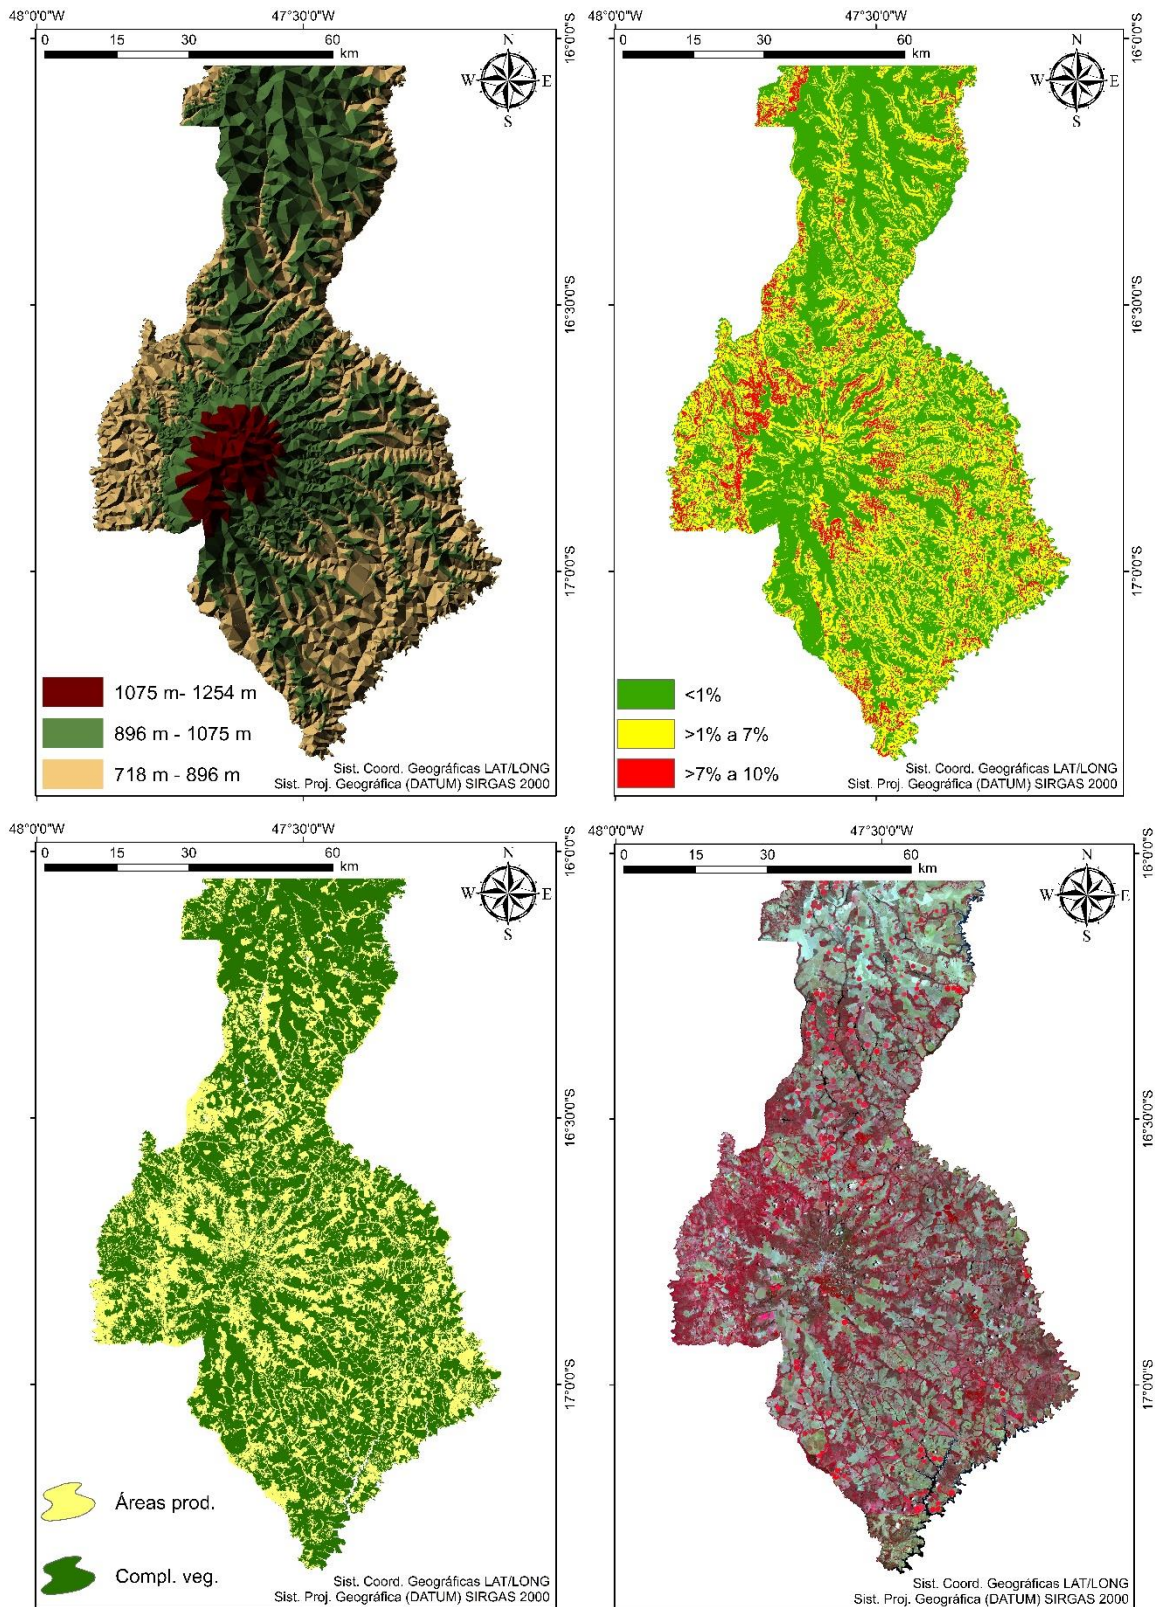 48°0'0"W 47°30'0"W
0 15 30 60
km
N
W E
S
16°0'0"S
16°30'0"S
17°0'0"S
1075 m- 1254 m
896 m - 1075 m
718 m - 896 m
Sist. Coord. Geográficas LAT/LONG
Sist. Proj. Geográfica (DATUM) SIRGAS 2000
48°0'0"W 47°30'0"W
0 15 30 60
km
N
W E
S
16°0'0"S
16°30'0"S
17°0'0"S
<1%
>1% a 7%
>7% a 10%
Sist. Coord. Geográficas LAT/LONG
Sist. Proj. Geográfica (DATUM) SIRGAS 2000
48°0'0"W 47°30'0"W
0 15 30 60
km
N
W E
S
16°0'0"S
16°30'0"S
17°0'0"S
Áreas prod.
Compl. veg.
Sist. Coord. Geográficas LAT/LONG
Sist. Proj. Geográfica (DATUM) SIRGAS 2000
48°0'0"W 47°30'0"W
0 15 30 60
km
N
W E
S
16°0'0"S
16°30'0"S
17°0'0"S
Sist. Coord. Geográficas LAT/LONG
Sist. Proj. Geográfica (DATUM) SIRGAS 2000